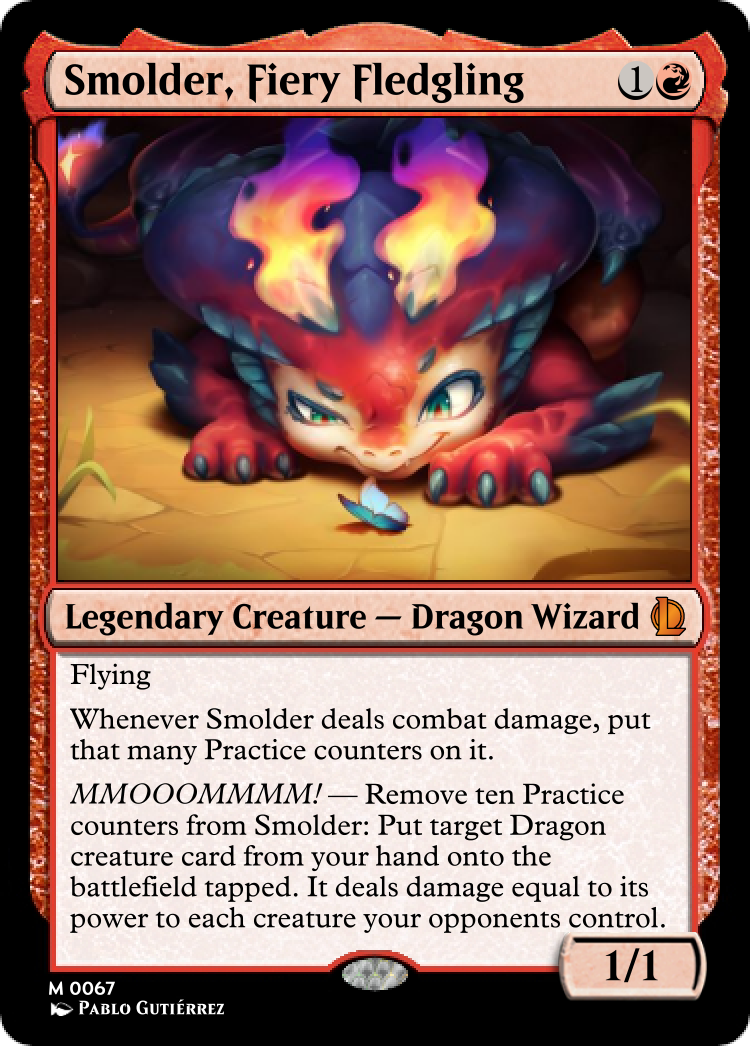 Smolder, Fiery Fledgling 1
Legendary Creature — Dragon Wizard
Flying
Whenever Smolder deals combat damage, put
that many Practice counters on it.
MMOOOMMMM! — Remove ten Practice
counters from Smolder: Put target Dragon
creature card from your hand onto the
battlefield tapped. It deals damage equal to its
power to each creature your opponents control.
1/1
M 0067
Pablo Gutiérrez